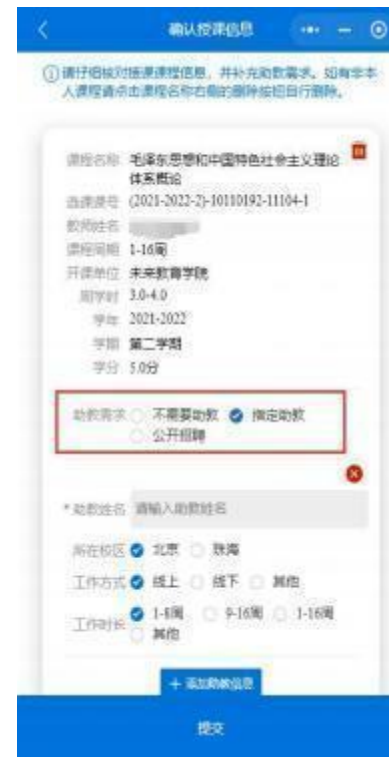 确认授课信息
请仔细核对授课课程信息，并补充助教需求。如有非本
人课程请点击课程名称右侧的删除按钮自行删除。
课程名称 毛泽东思想和中国特色社会主义理论
体系概论
选课课号 (2021-2022-2)-10110192-11104-1
教师姓名
课程周期 1-16周
开课单位 未来教育学院
周学时 3.0-4.0
学年 2021-2022
学期 第二学期
学分 5.0分
助教需求 不需要助教 指定助教
公开招聘
*助教姓名 请输入助教姓名
所在校区 北京 珠海
工作方式 线上 线下 其他
工作时长 1-8周 9-16周 1-16周
其他
+ 添加助教信息
提交